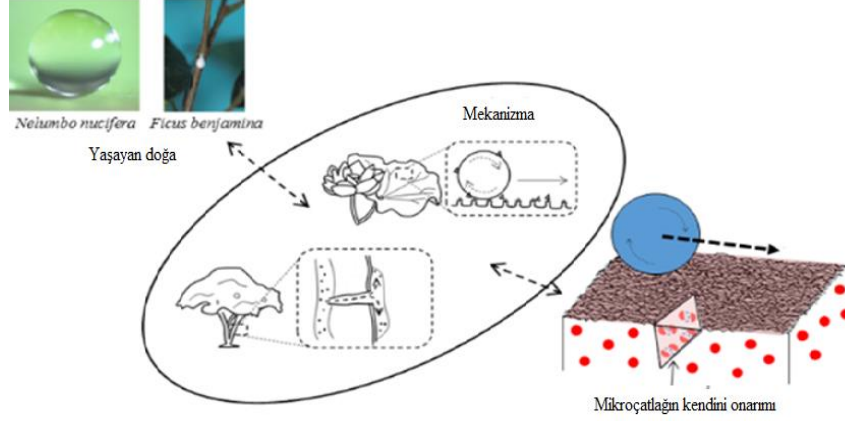 Nelumbo nucifera Ficus benjamina
Yaşayan doğa
Mekanizma
Mikroçatlağın kendini onarımı